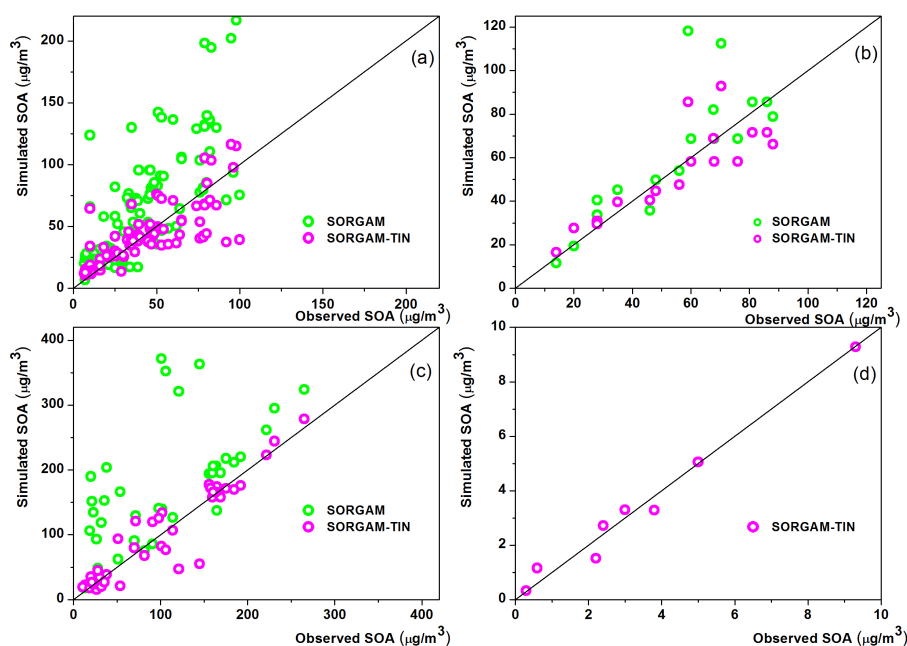 Simulated SOA (μg/m³)
200
150
100
50
0
0 50 100 150 200
Observed SOA (μg/m³)
(a)
SORGAM
SORGAM-TIN
Simulated SOA (μg/m³)
120
100
80
60
40
20
0
0 20 40 60 80 100 120
Observed SOA (μg/m³)
(b)
SORGAM
SORGAM-TIN
Simulated SOA (μg/m³)
400
300
200
100
0
0 100 200 300 400
Observed SOA (μg/m³)
(c)
SORGAM
SORGAM-TIN
Simulated SOA (μg/m³)
10
8
6
4
2
0
0 2 4 6 8 10
Observed SOA (μg/m³)
(d)
SORGAM-TIN